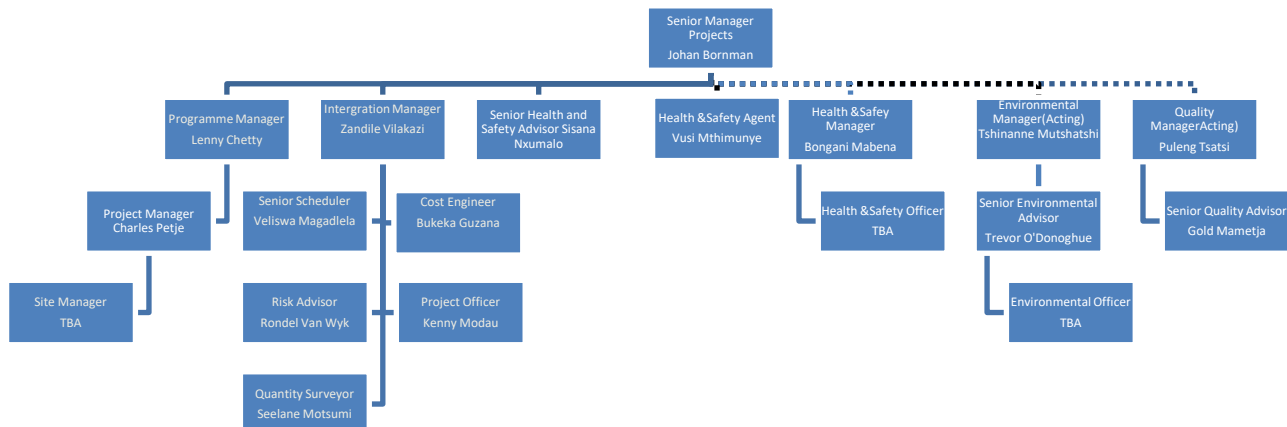 Senior Manager
Projects
Johan Bornman
Programme Manager
Lenny Chetty
Intergration Manager
Zandile Vilakazi
Senior Health and
Safety Advisor Sisana
Nxumalo
Health &Safety Agent
Vusi Mthimunye
Health &Safey
Manager
Bongani Mabena
Environmental
Manager(Acting)
Tshinanne Mutshatshi
Quality
ManagerActing)
Puleng Tsatsi
Project Manager
Charles Petje
Senior Scheduler
Veliswa Magadlela
Cost Engineer
Bukeka Guzana
Health &Safety Officer
TBA
Senior Environmental
Advisor
Trevor O'Donoghue
Senior Quality Advisor
Gold Mametja
Site Manager
TBA
Risk Advisor
Rondel Van Wyk
Project Officer
Kenny Modau
Environmental Officer
TBA
Quantity Surveyor
Seelane Motsumi